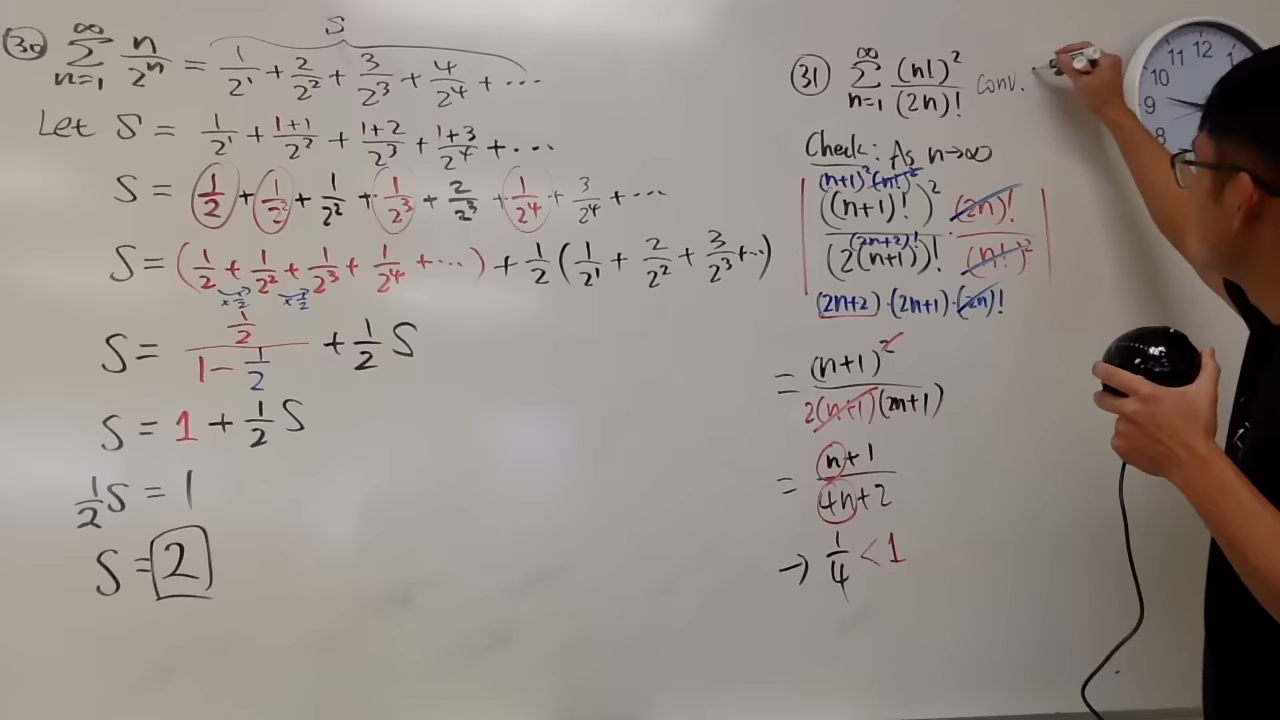 (30) ∞∑n=1 n/2^n = 1/2^1 + 2/2^2 + 3/2^3 + 4/2^4 + ⋯
S
Let S = 1/2^1 + (1+1)/2^2 + (1+2)/2^3 + (1+3)/2^4 + ⋯
S = 1/2 + 1/2^2 + 1/2^2 + 1/2^3 + 2/2^3 + 1/2^4 + 3/2^4 + ⋯
S = (1/2 + 1/2^2 + 1/2^3 + 1/2^4 + ⋯) + 1/2 (1/2^1 + 2/2^2 + 3/2^3 + ⋯)
×1/2 ×1/2
S = (1/2)/(1 - 1/2) + 1/2 S
S = 1 + 1/2 S
1/2 S = 1
S = 2
(31) ∞∑n=1 (n!)^2/(2n)! conv.
Check: As n→∞
(n+1)^2·(n!)^2
|((n+1)!)^2/(2(n+1))! · (2n)!/(n!)^2|
(2n+2)!
(2n+2)·(2n+1)·(2n)!
= (n+1)^2/2(n+1)(2n+1)
= n+1/4n+2
→ 1/4 < 1
11 12 1
10
9
8